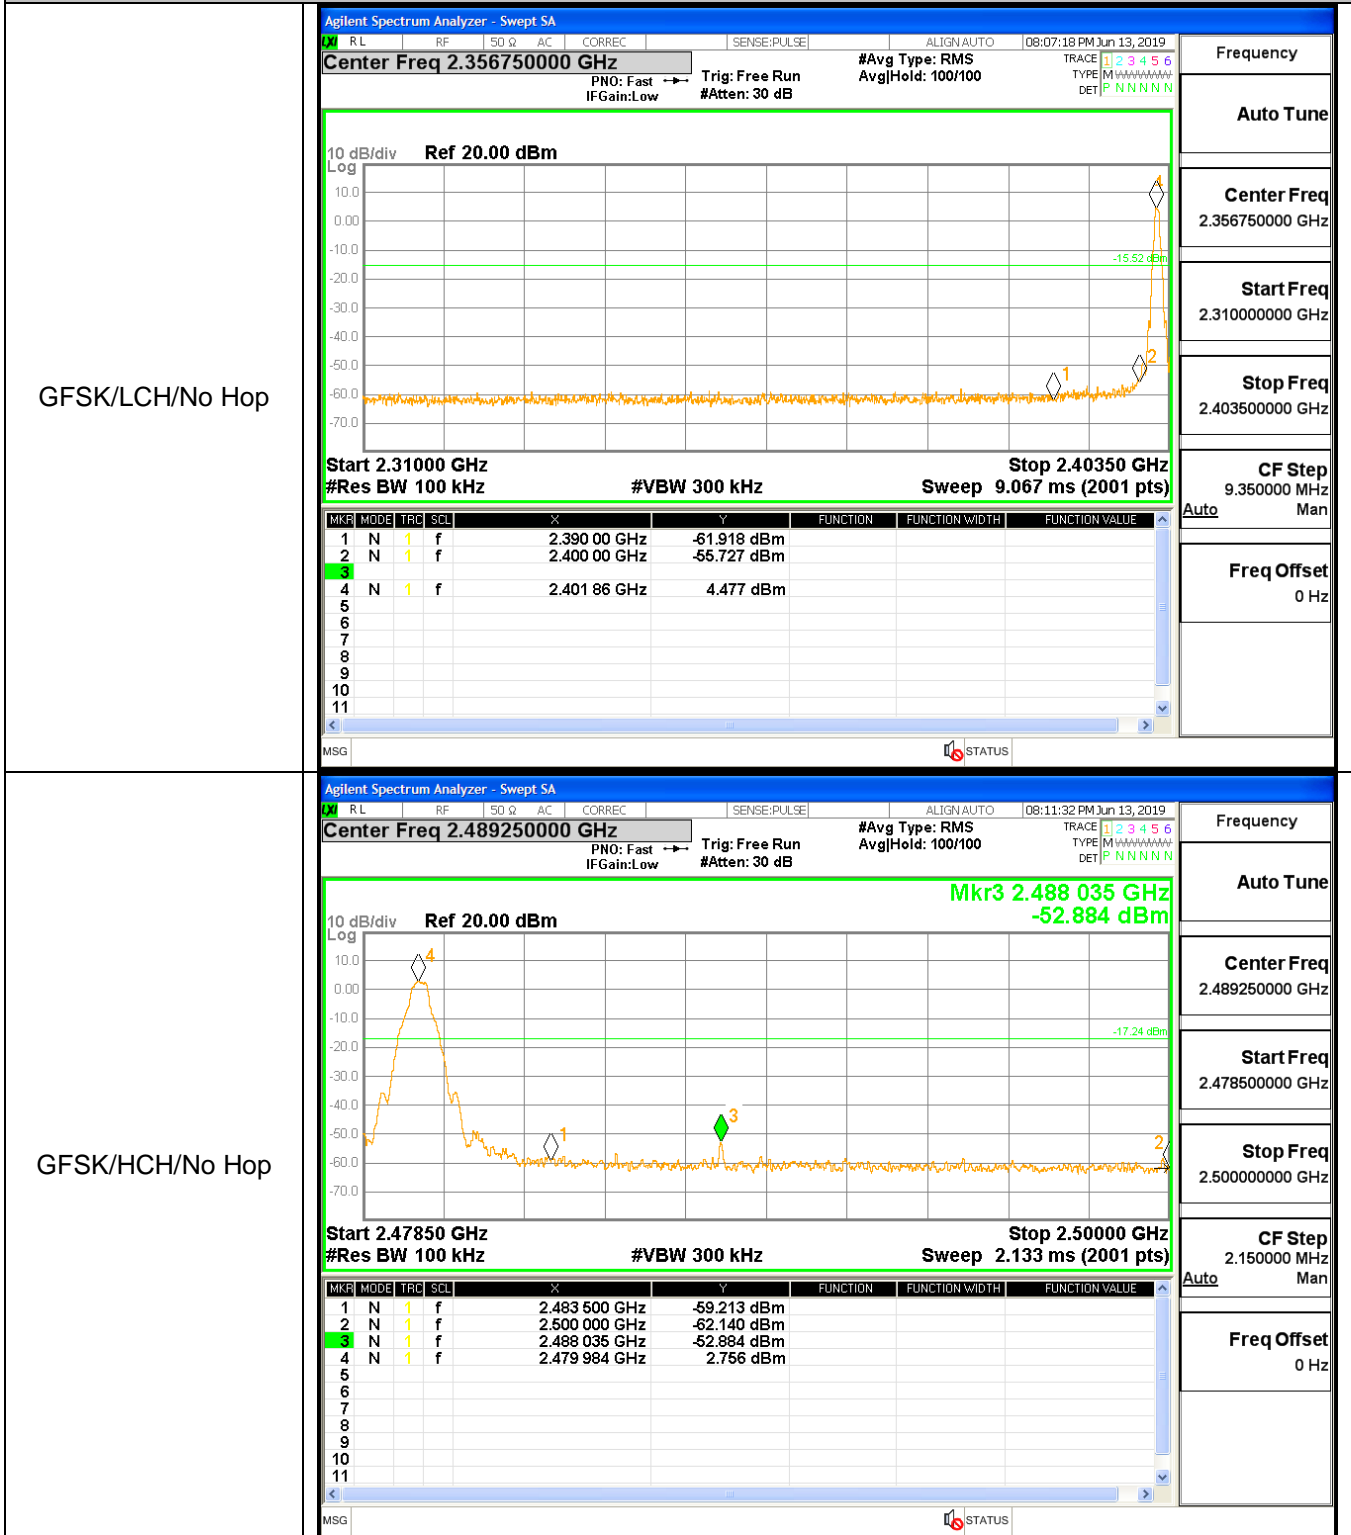 GFSK/LCH/No Hop
Agilent Spectrum Analyzer - Swept SA
LXI RL RF 50 Ω AC CORREC SENSE:PULSE ALIGN AUTO 08:07:18 PM Jun 13, 2019
Center Freq 2.356750000 GHz
PNO: Fast
IFGain:Low
Trig: Free Run
#Atten: 30 dB
#Avg Type: RMS
Avg|Hold: 100/100
TRACE 1 2 3 4 5 6
TYPE M WWWWW
DET P N N N N N
10 dB/div Ref 20.00 dBm
Log
10.0
0.00
-10.0
-20.0
-30.0
-40.0
-50.0
-60.0
-70.0
-15.52 dBm
4
1
2
Start 2.31000 GHz Stop 2.40350 GHz
#Res BW 100 kHz #VBW 300 kHz Sweep 9.067 ms (2001 pts)
MKR MODE TRC SCL X Y FUNCTION FUNCTION WIDTH FUNCTION VALUE
1 N 1 f 2.390 00 GHz -61.918 dBm
2 N 1 f 2.400 00 GHz -55.727 dBm
3
4 N 1 f 2.401 86 GHz 4.477 dBm
5
6
7
8
9
10
11
MSG STATUS
Frequency
Auto Tune
Center Freq
2.356750000 GHz
Start Freq
2.310000000 GHz
Stop Freq
2.403500000 GHz
CF Step
9.350000 MHz
Auto Man
Freq Offset
0 Hz
GFSK/HCH/No Hop
Agilent Spectrum Analyzer - Swept SA
LXI RL RF 50 Ω AC CORREC SENSE:PULSE ALIGN AUTO 08:11:32 PM Jun 13, 2019
Center Freq 2.489250000 GHz
PNO: Fast
IFGain:Low
Trig: Free Run
#Atten: 30 dB
#Avg Type: RMS
Avg|Hold: 100/100
TRACE 1 2 3 4 5 6
TYPE M WWWWW
DET P N N N N N
Mkr3 2.488 035 GHz
-52.884 dBm
10 dB/div Ref 20.00 dBm
Log
10.0
0.00
-10.0
-20.0
-30.0
-40.0
-50.0
-60.0
-70.0
-17.24 dBm
4
1
3
2
Start 2.47850 GHz Stop 2.50000 GHz
#Res BW 100 kHz #VBW 300 kHz Sweep 2.133 ms (2001 pts)
MKR MODE TRC SCL X Y FUNCTION FUNCTION WIDTH FUNCTION VALUE
1 N 1 f 2.483 500 GHz -59.213 dBm
2 N 1 f 2.500 000 GHz -62.140 dBm
3 N 1 f 2.488 035 GHz -52.884 dBm
4 N 1 f 2.479 984 GHz 2.756 dBm
5
6
7
8
9
10
11
MSG STATUS
Frequency
Auto Tune
Center Freq
2.489250000 GHz
Start Freq
2.478500000 GHz
Stop Freq
2.500000000 GHz
CF Step
2.150000 MHz
Auto Man
Freq Offset
0 Hz